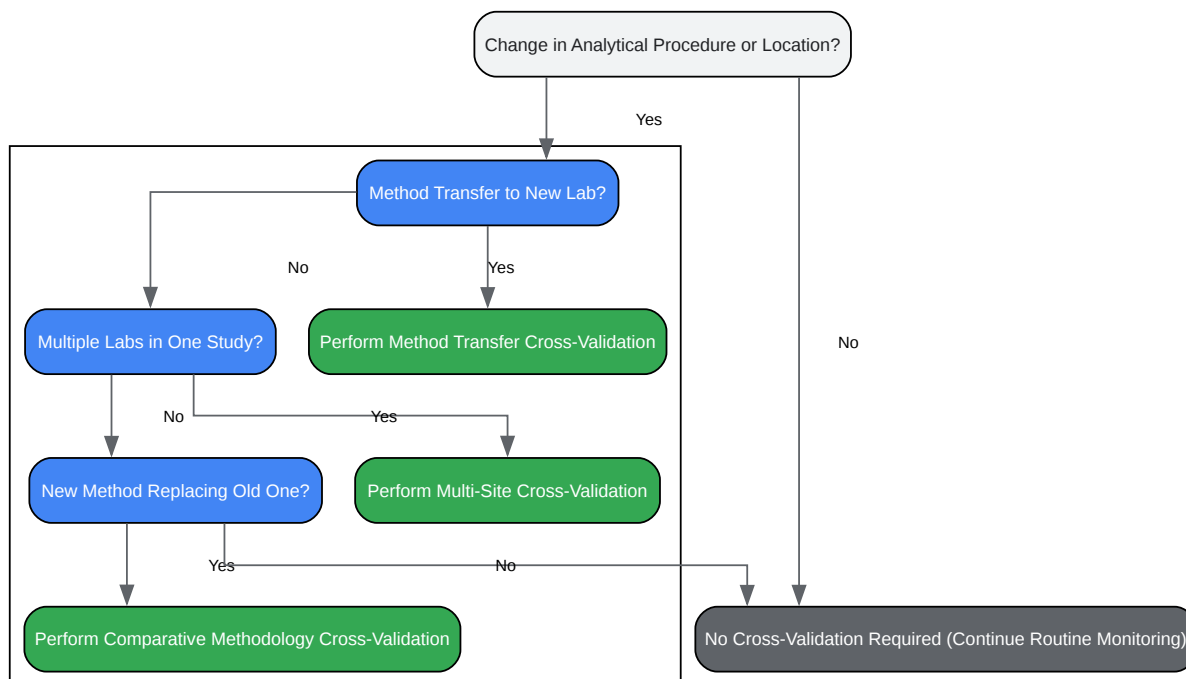 Change in Analytical Procedure or Location?
Yes
Method Transfer to New Lab?
No
Yes
Multiple Labs in One Study?
Perform Method Transfer Cross-Validation
No
No
Yes
New Method Replacing Old One?
Perform Multi-Site Cross-Validation
Yes
No
Perform Comparative Methodology Cross-Validation
No Cross-Validation Required (Continue Routine Monitoring)